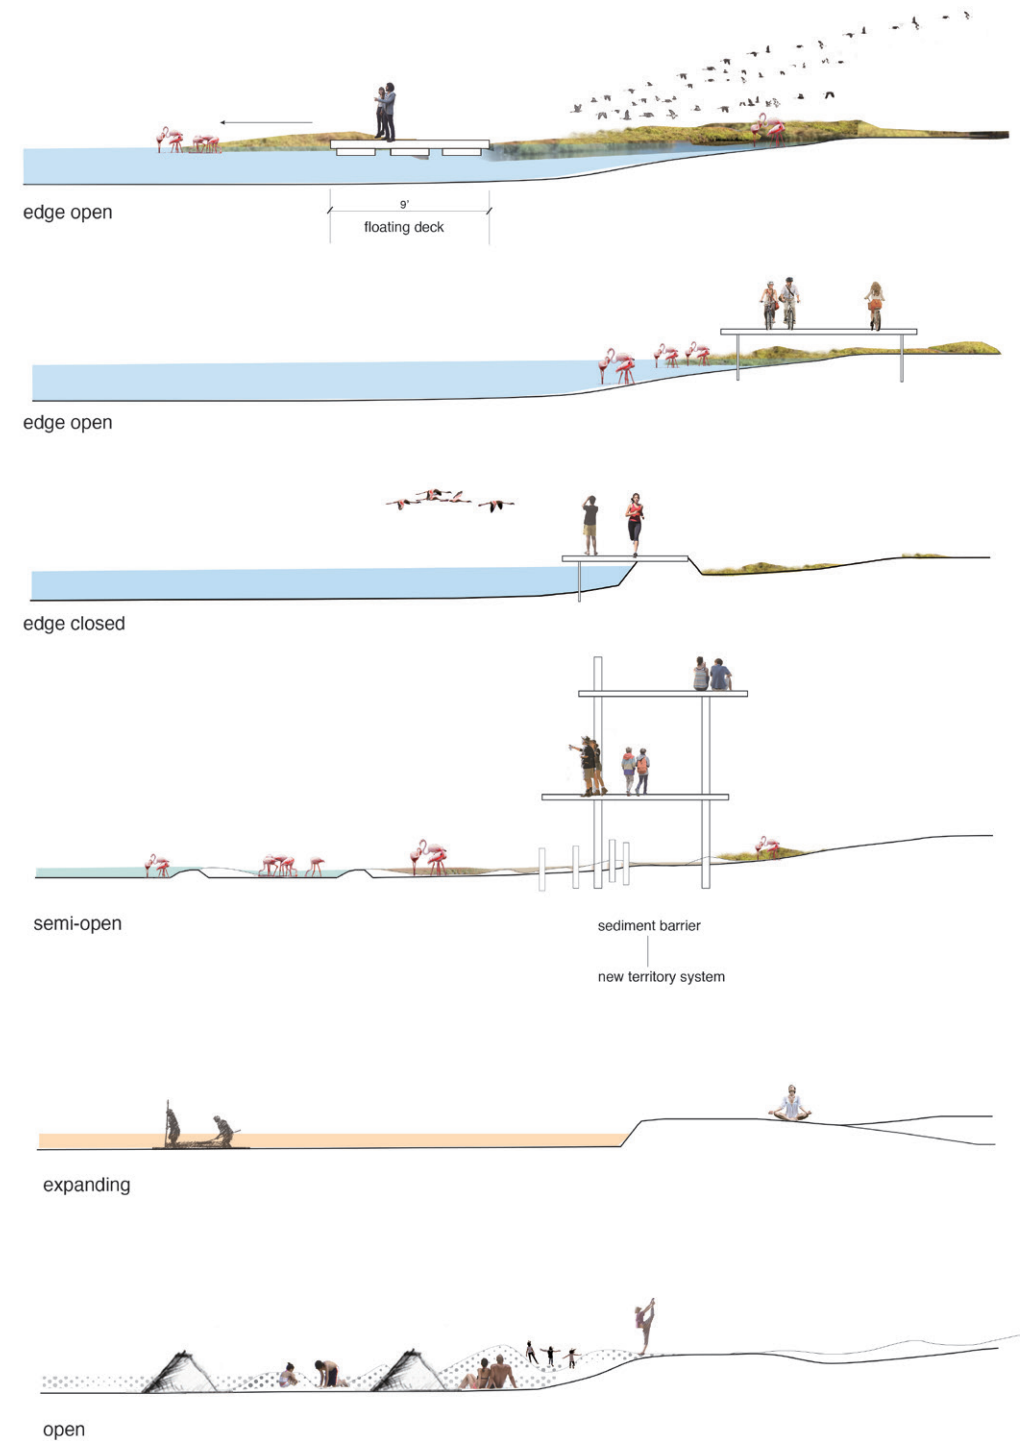 9'
edge open
floating deck
edge open
edge closed
semi-open
sediment barrier
new territory system
expanding
open